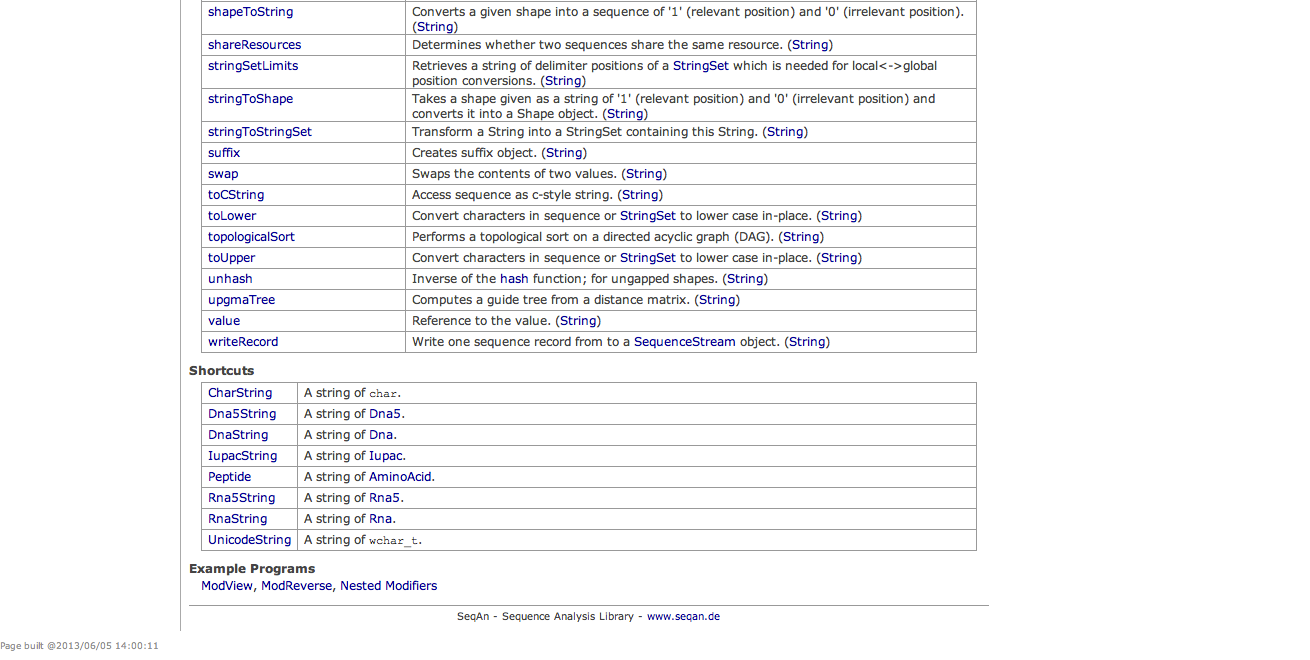 shapeToString Converts a given shape into a sequence of '1' (relevant position) and '0' (irrelevant position).
(String)
shareResources Determines whether two sequences share the same resource. (String)
stringSetLimits Retrieves a string of delimiter positions of a StringSet which is needed for local<->global
position conversions. (String)
stringToShape Takes a shape given as a string of '1' (relevant position) and '0' (irrelevant position) and
converts it into a Shape object. (String)
stringToStringSet Transform a String into a StringSet containing this String. (String)
suffix Creates suffix object. (String)
swap Swaps the contents of two values. (String)
toCString Access sequence as c-style string. (String)
toLower Convert characters in sequence or StringSet to lower case in-place. (String)
topologicalSort Performs a topological sort on a directed acyclic graph (DAG). (String)
toUpper Convert characters in sequence or StringSet to lower case in-place. (String)
unhash Inverse of the hash function; for ungapped shapes. (String)
upgmaTree Computes a guide tree from a distance matrix. (String)
value Reference to the value. (String)
writeRecord Write one sequence record from to a SequenceStream object. (String)
Shortcuts
CharString A string of char.
Dna5String A string of Dna5.
DnaString A string of Dna.
IupacString A string of Iupac.
Peptide A string of AminoAcid.
Rna5String A string of Rna5.
RnaString A string of Rna.
UnicodeString A string of wchar_t.
Example Programs
ModView, ModReverse, Nested Modifiers
SeqAn - Sequence Analysis Library - www.seqan.de
Page built @2013/06/05 14:00:11